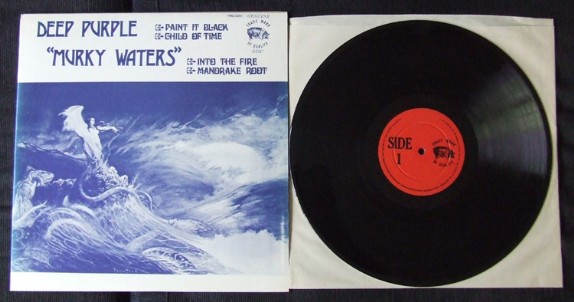 DEEP PURPLE
"MURKY WATERS"
PAINT IT BLACK
CHILD OF TIME
INTO THE FIRE
MANDRAKE ROOT
SIDE
1